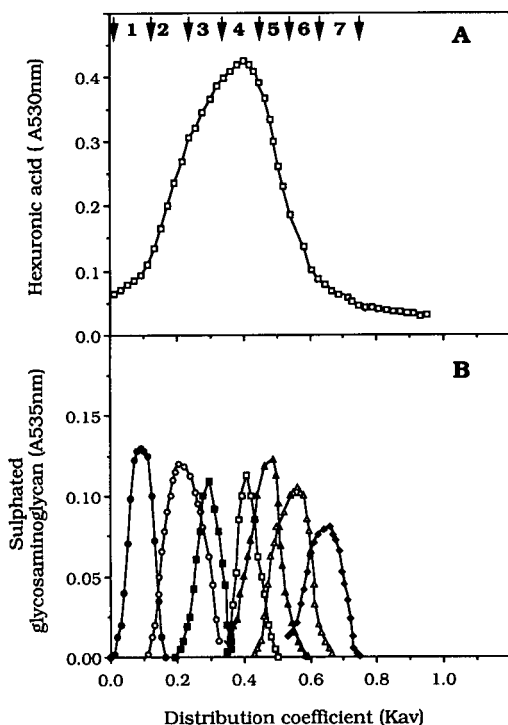 1 2 3 4 5 6 7
A
0.4
0.3
0.2
0.1
0.0
Hexuronic acid ( A530nm)
B
0.15
0.10
0.05
0.00
Sulphated
glycosaminoglycan (A535nm)
0.0 0.2 0.4 0.6 0.8 1.0
Distribution coefficient (Kav)